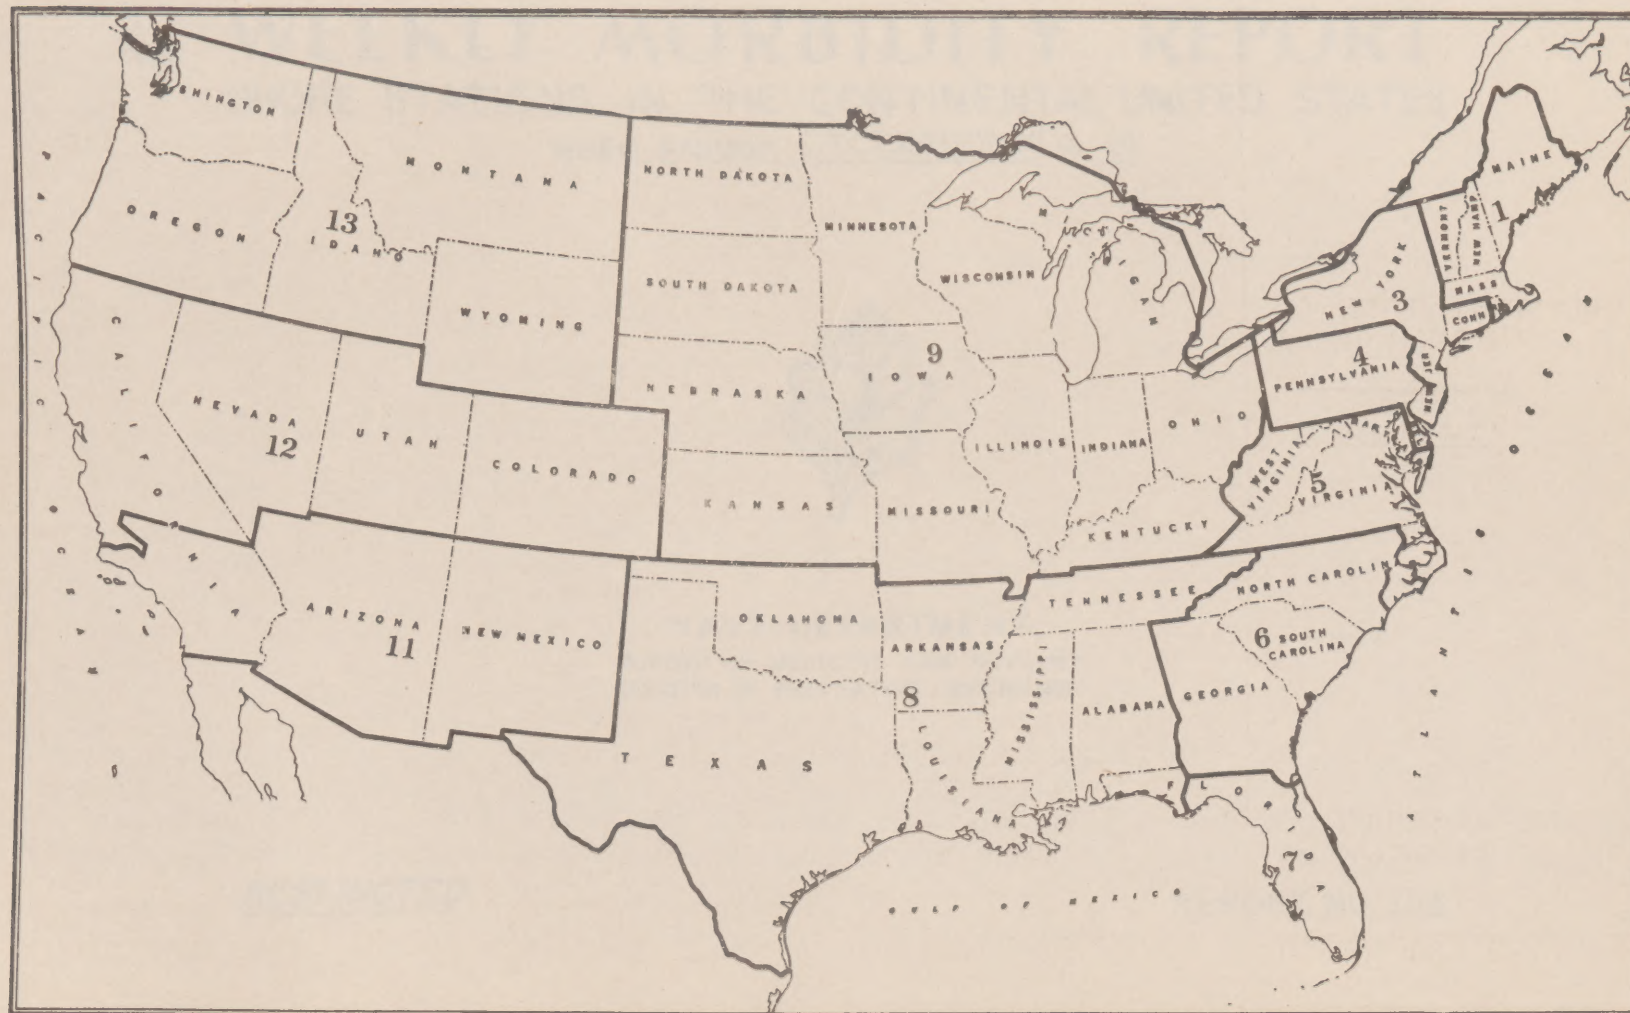 SHINGTON
MONTANA
NORTH DAKOTA
MINNESOTA
MAINE
OREGON
13
IDAHO
1
VERMONT
NEW HAMP
SOUTH DAKOTA
WISCONSIN
MICHIGAN
MASS
CONN
NEW YORK
3
WYOMING
9
IOWA
NEBRASKA
4
PENNSYLVANIA
NEW JER
CALIFORNIA
NEVADA
12
UTAH
COLORADO
KANSAS
MISSOURI
ILLINOIS
INDIANA
OHIO
WEST
VIRGINIA
5
VIRGINIA
MAR
KENTUCKY
PACIFIC
OCEAN
ARIZONA
11
NEW MEXICO
OKLAHOMA
ARKANSAS
8
TENNESSEE
NORTH CAROLIN
6 SOUTH
CAROLINA
MISSISSIPPI
ALABAMA
GEORGIA
TEXAS
LOUISIANA
FLORIDA
7
GULF OF MEXICO
ATLANTIC
OCEAN